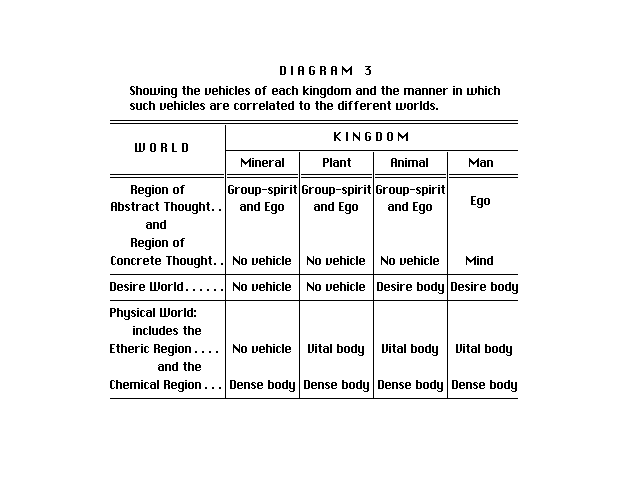 DIAGRAM 3
Showing the vehicles of each kingdom and the manner in which
such vehicles are correlated to the different worlds.
WORLD
KINGDOM
Mineral Plant Animal Man
Region of Group-spirit Group-spirit Group-spirit
Abstract Thought.. and Ego and Ego and Ego Ego
and
Region of
Concrete Thought.. No vehicle No vehicle No vehicle Mind
Desire World...... No vehicle No vehicle Desire body Desire body
Physical World:
includes the
Etheric Region.... No vehicle Vital body Vital body Vital body
and the
Chemical Region... Dense body Dense body Dense body Dense body